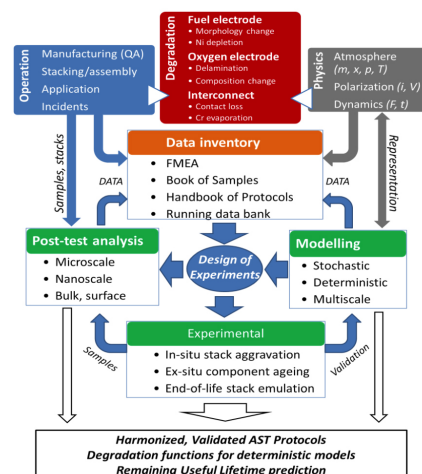 Operation
Manufacturing (QA)
Stacking/assembly
Application
Incidents
Degradation
Fuel electrode
• Morphology change
• Ni depletion
Oxygen electrode
• Delamination
• Composition change
Interconnect
• Contact loss
• Cr evaporation
Physics
Atmosphere
(m, x, p, T)
Polarization (i, V)
Dynamics (F, t)
Samples, stacks
DATA
Data inventory
• FMEA
• Book of Samples
• Handbook of Protocols
• Running data bank
DATA
Representation
Post-test analysis
• Microscale
• Nanoscale
• Bulk, surface
Design of
Experiments
Modelling
• Stochastic
• Deterministic
• Multiscale
Samples
Experimental
• In-situ stack aggravation
• Ex-situ component ageing
• End-of-life stack emulation
Validation
Harmonized, Validated AST Protocols
Degradation functions for deterministic models
Remaining Useful Lifetime prediction